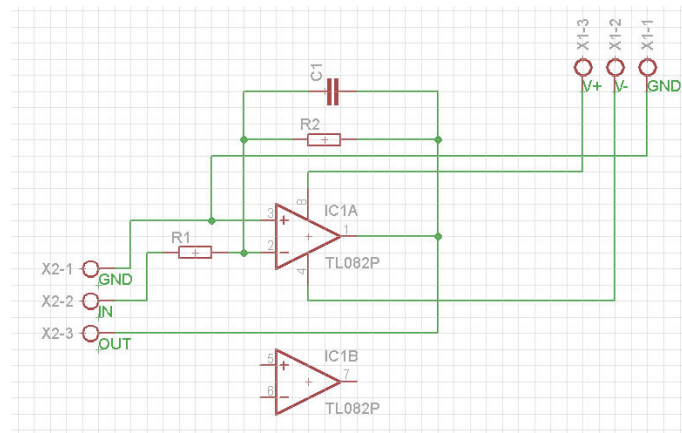 X1-3
X1-2
X1-1
V+
V-
GND
C1
R2
3
8
IC1A
1
2
4
TL082P
R1
X2-1
GND
X2-2
IN
X2-3
OUT
5
IC1B
7
6
TL082P